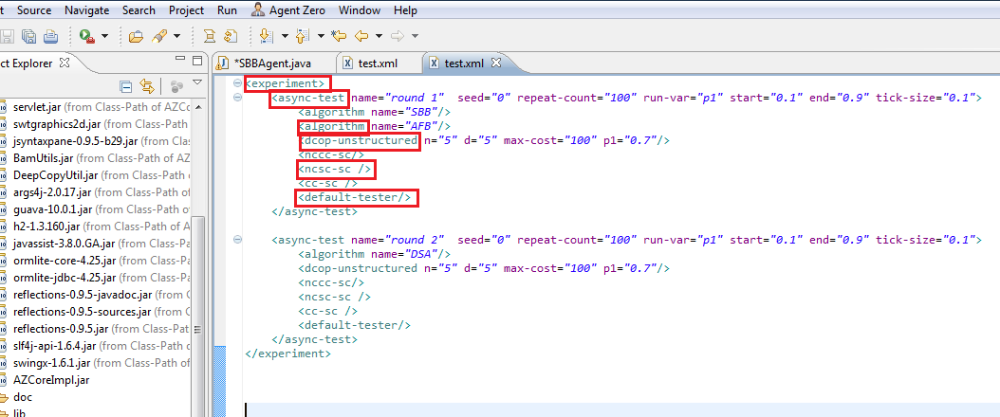 t Source Navigate Search Project Run Agent Zero Window Help
ct Explorer
*SBBAgent.java test.xml test.xml
servlet.jar (from Class-Path of AZCo
swtgraphics2d.jar (from Class-Path o
jsyntaxpane-0.9.5-b29.jar (from Clas
BamUtils.jar (from Class-Path of AZC
DeepCopyUtil.jar (from Class-Path of
args4j-2.0.17.jar (from Class-Path of
guava-10.0.1.jar (from Class-Path of
h2-1.3.160.jar (from Class-Path of A
javassist-3.8.0.GA.jar (from Class-Pa
ormlite-core-4.25.jar (from Class-Pat
ormlite-jdbc-4.25.jar (from Class-Pat
reflections-0.9.5-javadoc.jar (from C
reflections-0.9.5-sources.jar (from C
reflections-0.9.5.jar (from Class-Path
slf4j-api-1.6.4.jar (from Class-Path o
swingx-1.6.1.jar (from Class-Path of
AZCoreImpl.jar
doc
lib
<experiment>
<async-test name="round 1" seed="0" repeat-count="100" run-var="p1" start="0.1" end="0.9" tick-size="0.1">
<algorithm name="SBB"/>
<algorithm name="AFB"/>
<dcop-unstructured n="5" d="5" max-cost="100" p1="0.7"/>
<nccc-sc/>
<ncsc-sc />
<cc-sc />
<default-tester/>
</async-test>
<async-test name="round 2" seed="0" repeat-count="100" run-var="p1" start="0.1" end="0.9" tick-size="0.1">
<algorithm name="DSA"/>
<dcop-unstructured n="5" d="5" max-cost="100" p1="0.7"/>
<nccc-sc/>
<ncsc-sc />
<cc-sc />
<default-tester/>
</async-test>
</experiment>